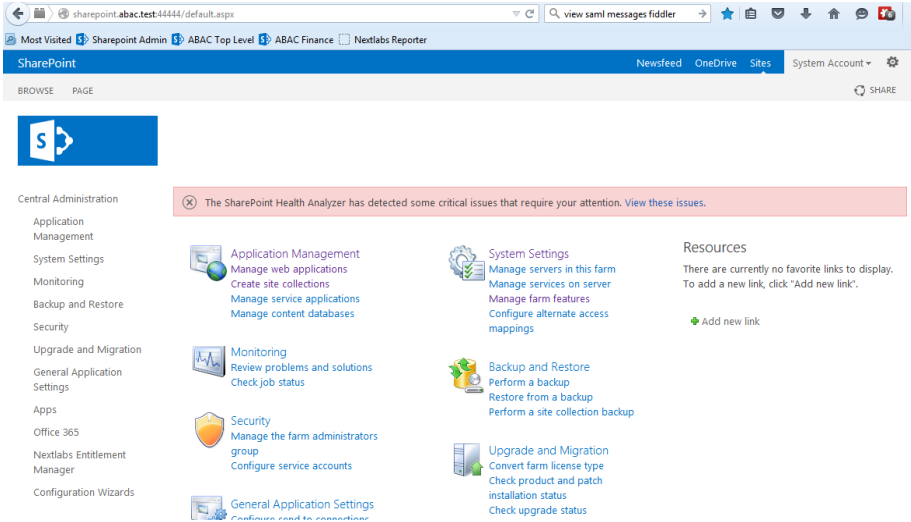 sharepoint.abac.test:44444/default.aspx
view saml messages fiddler
Most Visited
Sharepoint Admin
ABAC Top Level
ABAC Finance
Nextlabs Reporter
SharePoint
Newsfeed
OneDrive
Sites
System Account
BROWSE
PAGE
SHARE
S
Central Administration
Application
Management
System Settings
Monitoring
Backup and Restore
Security
Upgrade and Migration
General Application
Settings
Apps
Office 365
Nextlabs Entitlement
Manager
Configuration Wizards
The SharePoint Health Analyzer has detected some critical issues that require your attention. View these issues.
Application Management
Manage web applications
Create site collections
Manage service applications
Manage content databases
Monitoring
Review problems and solutions
Check job status
Security
Manage the farm administrators
group
Configure service accounts
General Application Settings
Configure send to connections
System Settings
Manage servers in this farm
Manage services on server
Manage farm features
Configure alternate access
mappings
Backup and Restore
Perform a backup
Restore from a backup
Perform a site collection backup
Upgrade and Migration
Convert farm license type
Check product and patch
installation status
Check upgrade status
Resources
There are currently no favorite links to display.
To add a new link, click "Add new link".
Add new link